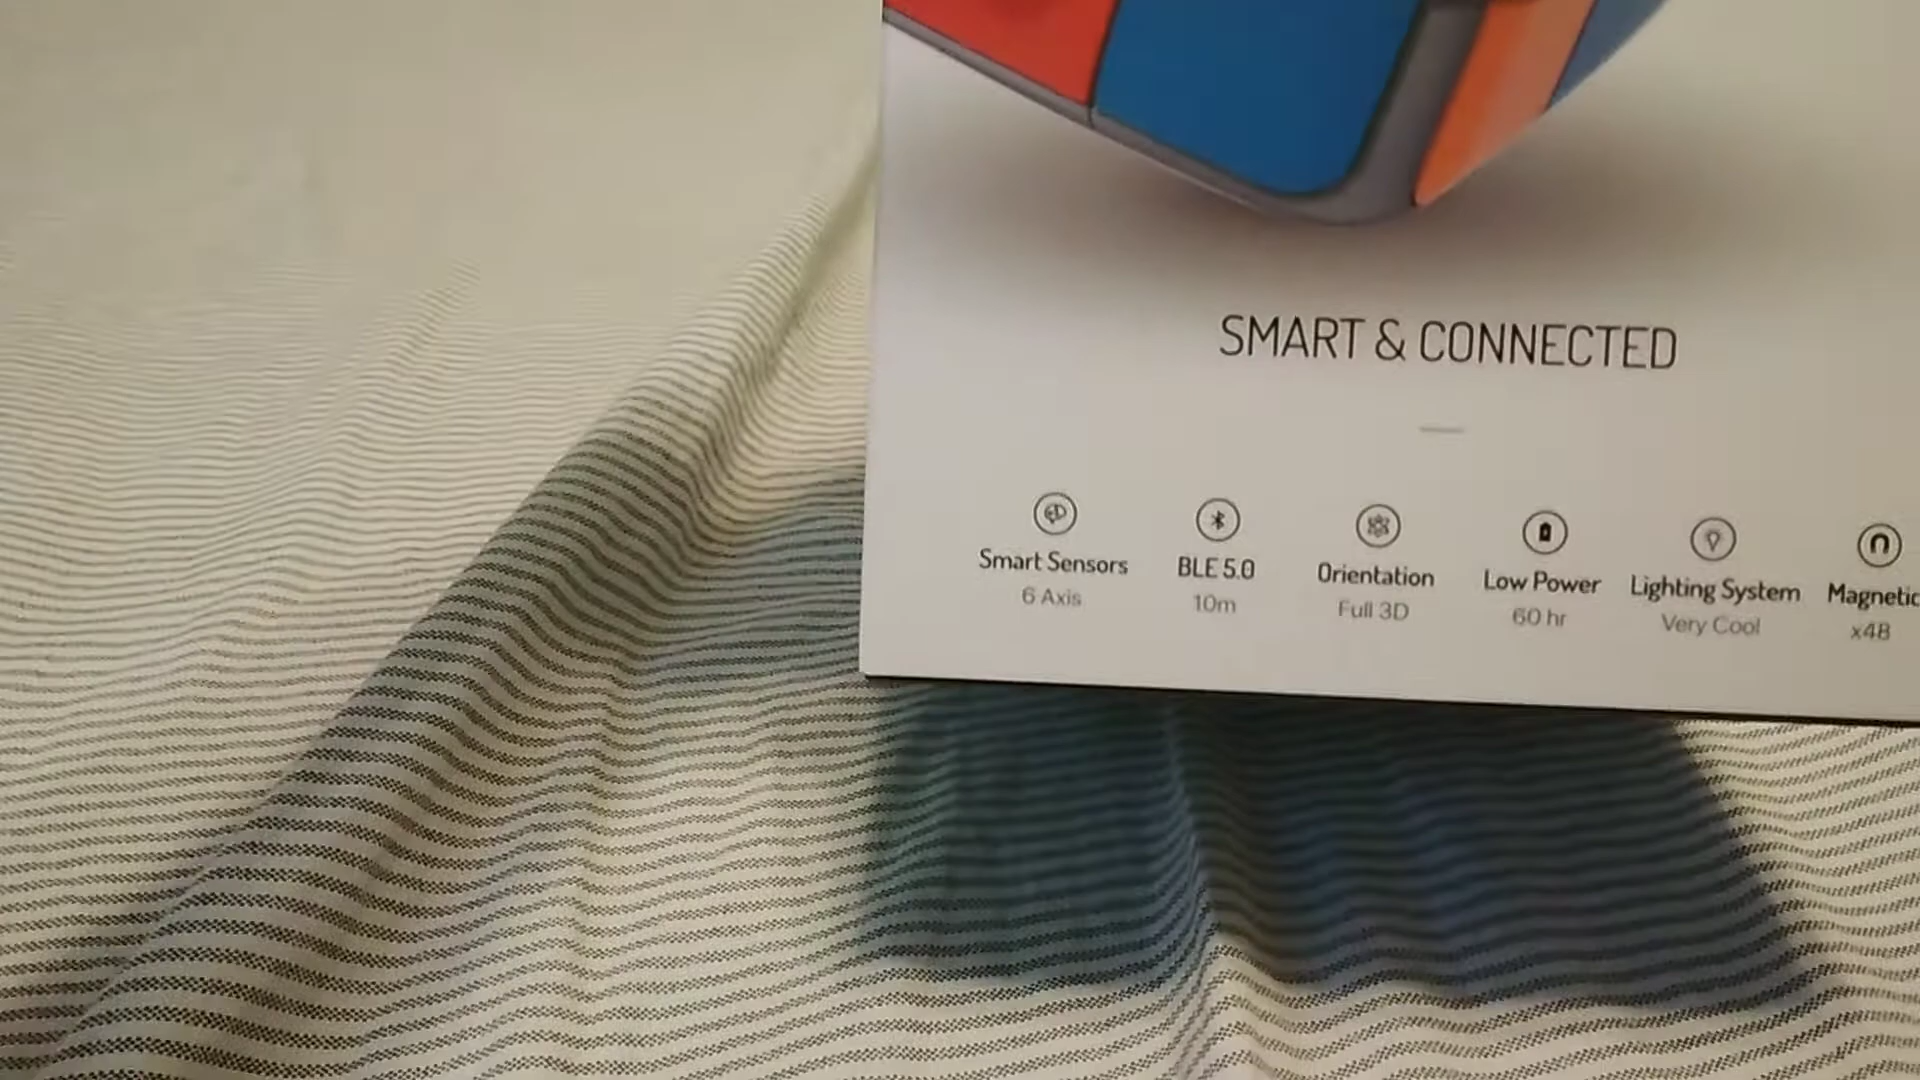 SMART & CONNECTED
Smart Sensors
6 Axis
BLE 5.0
10m
Orientation
Full 3D
Low Power
60 hr
Lighting System
Very Cool
Magnetic
x48